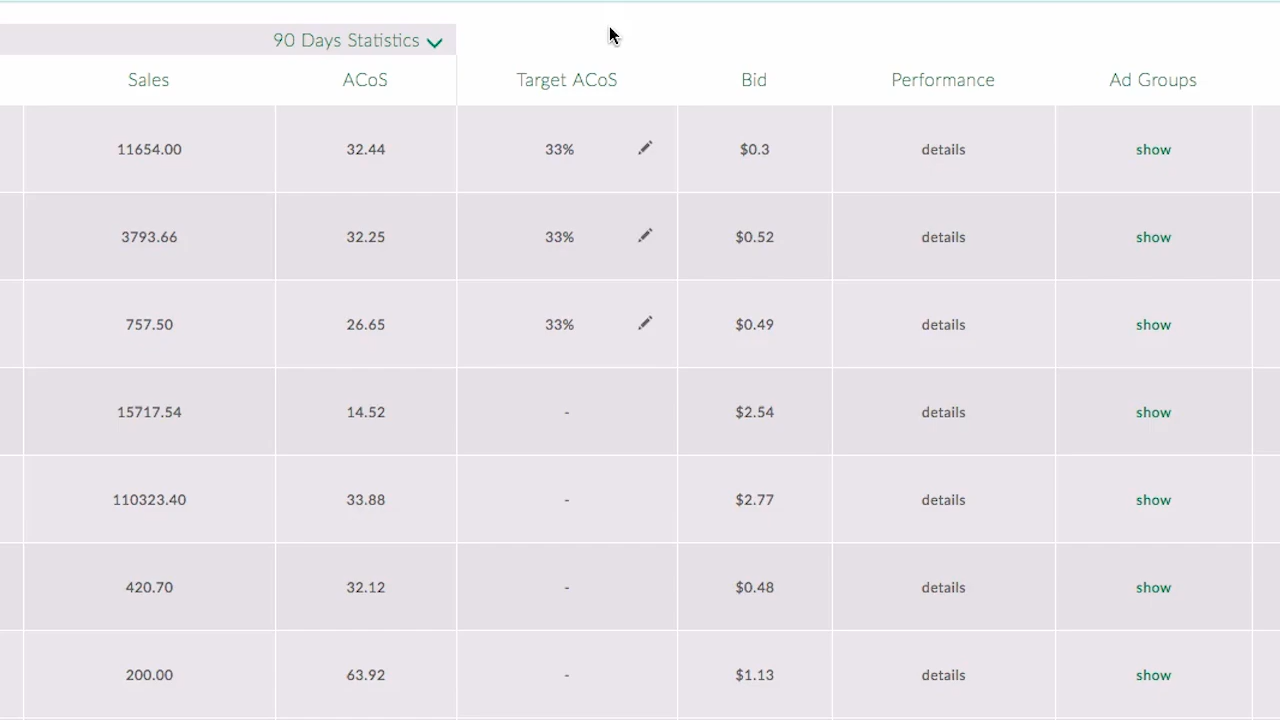 90 Days Statistics
Sales ACoS Target ACoS Bid Performance Ad Groups
11654.00 32.44 33% $0.3 details show
3793.66 32.25 33% $0.52 details show
757.50 26.65 33% $0.49 details show
15717.54 14.52 - $2.54 details show
110323.40 33.88 - $2.77 details show
420.70 32.12 - $0.48 details show
200.00 63.92 - $1.13 details show